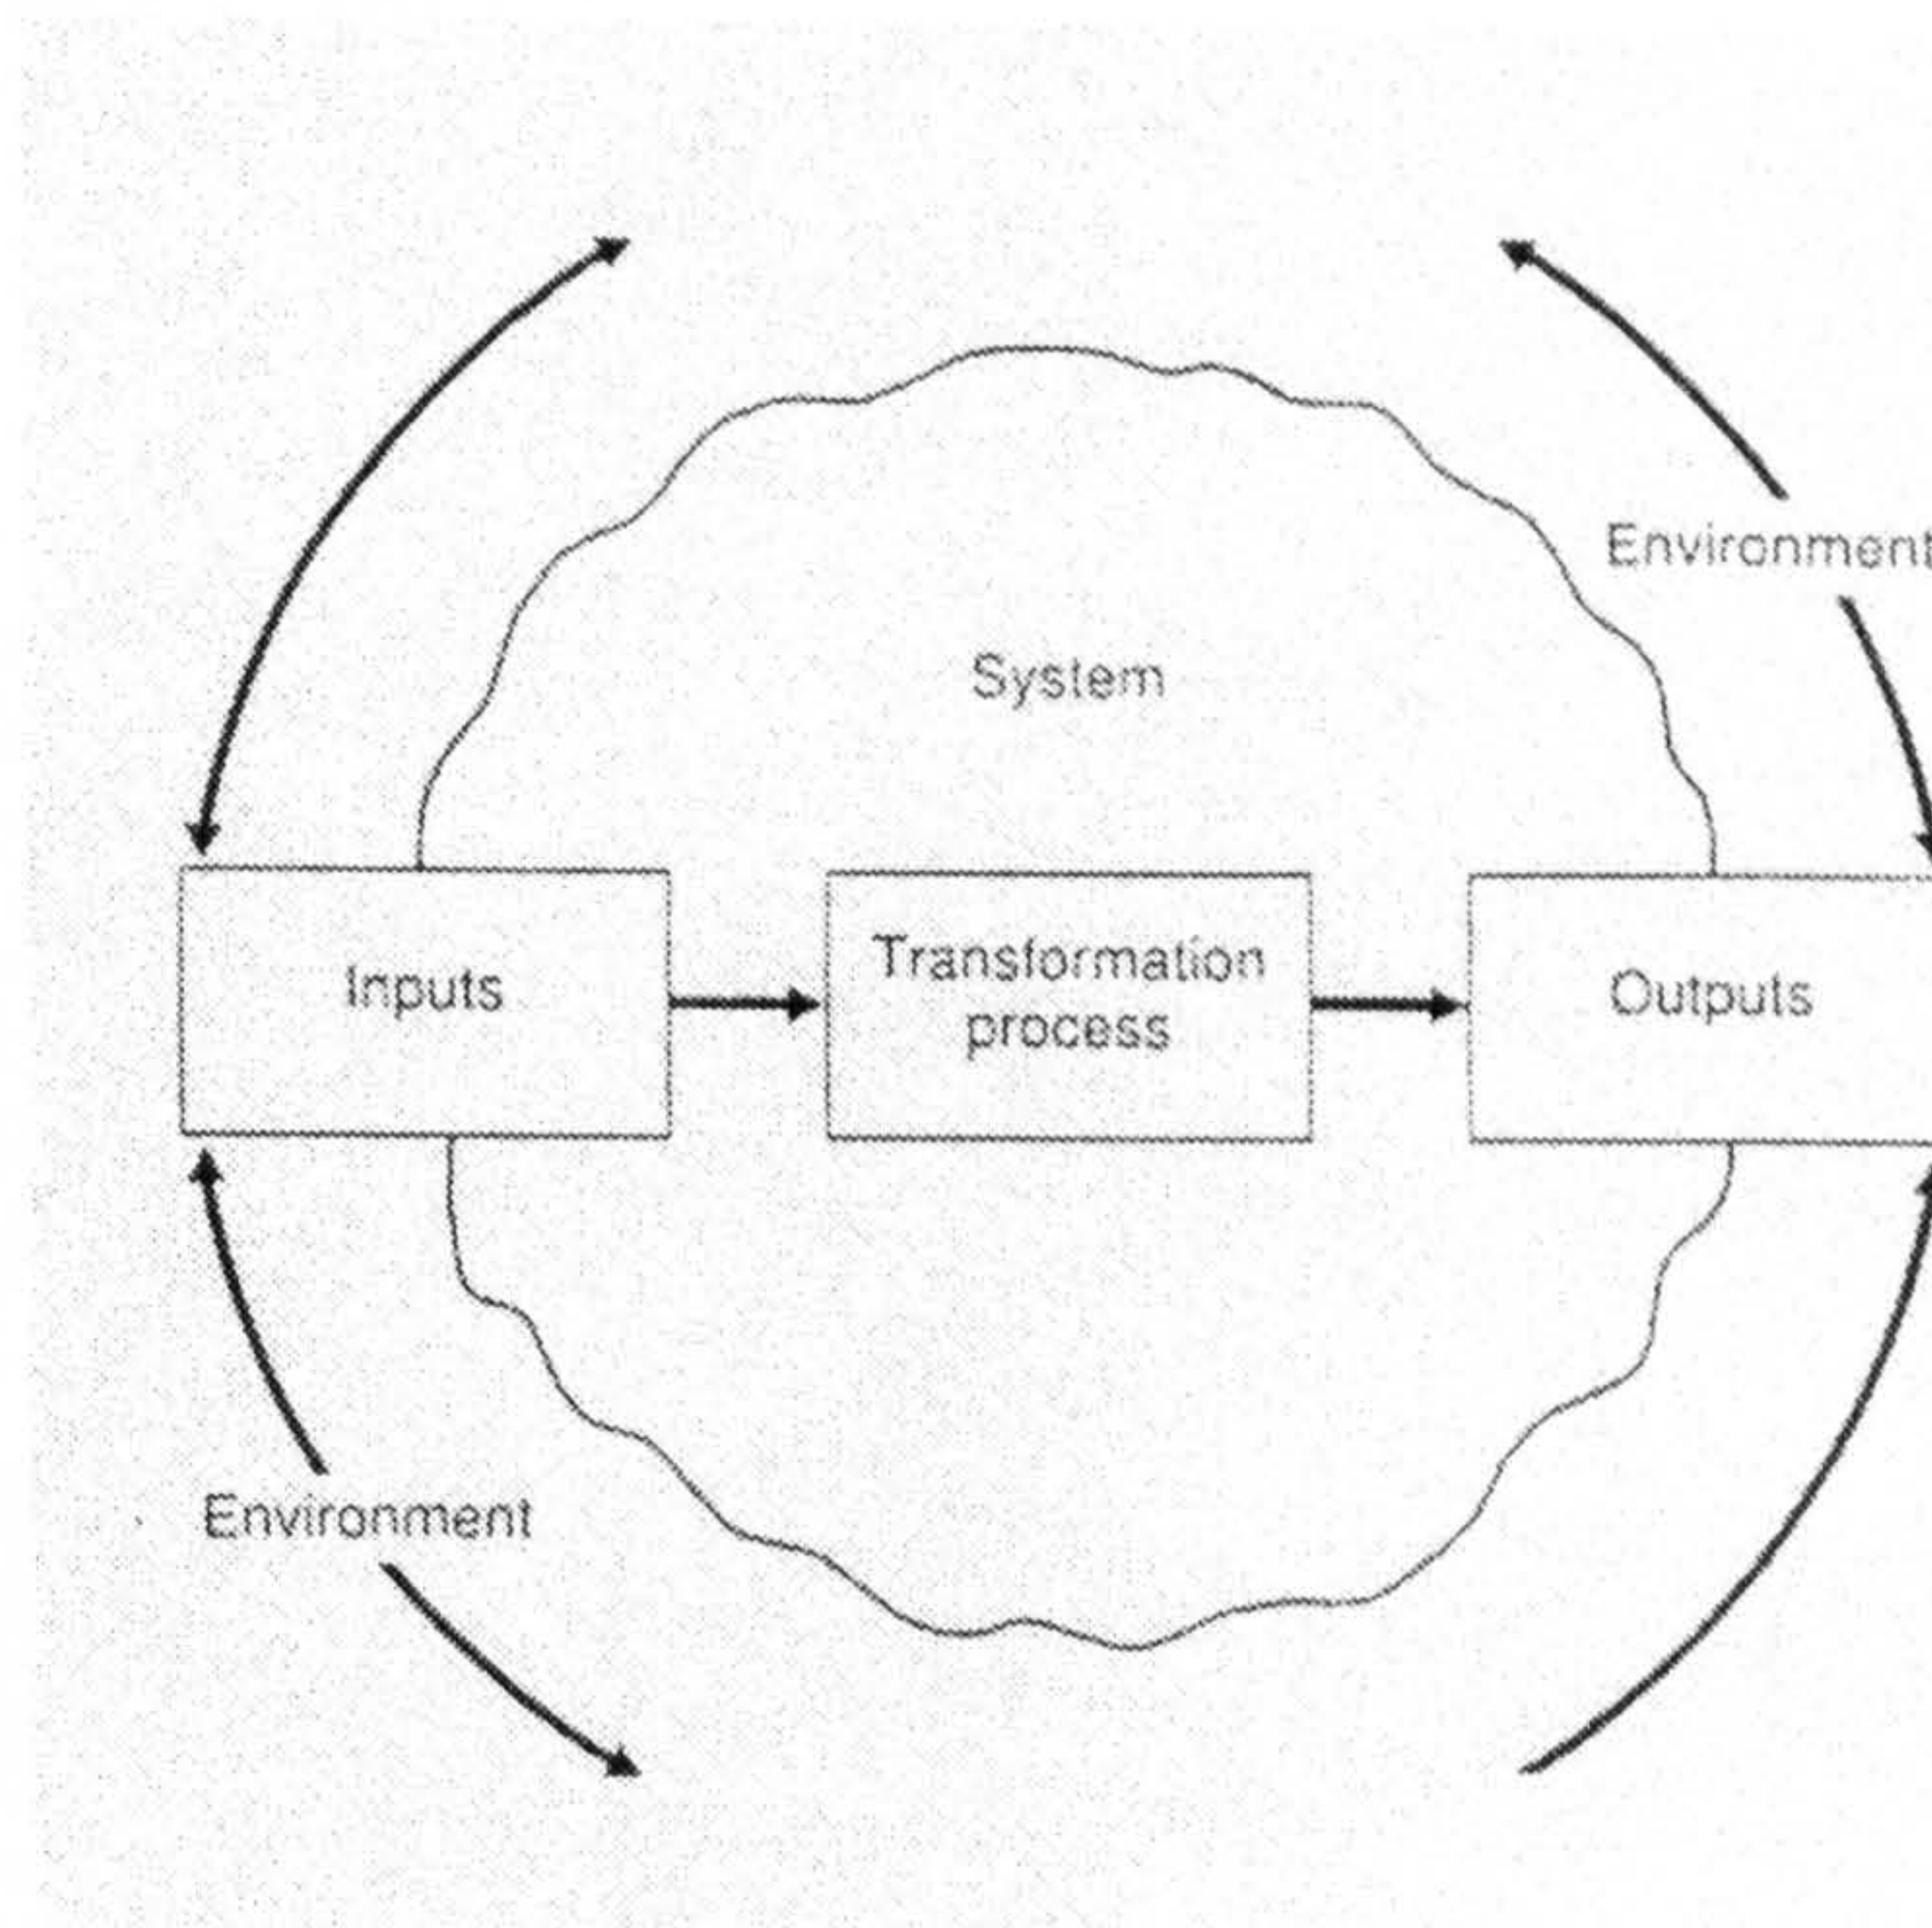 Environment
System
Inputs
Transformation
process
Outputs
Environment